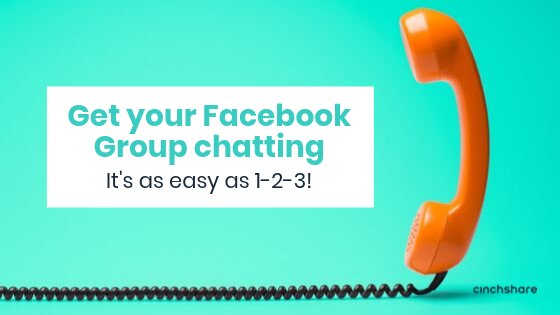 Get your Facebook
Group chatting
It's as easy as 1-2-3!
cinchshare